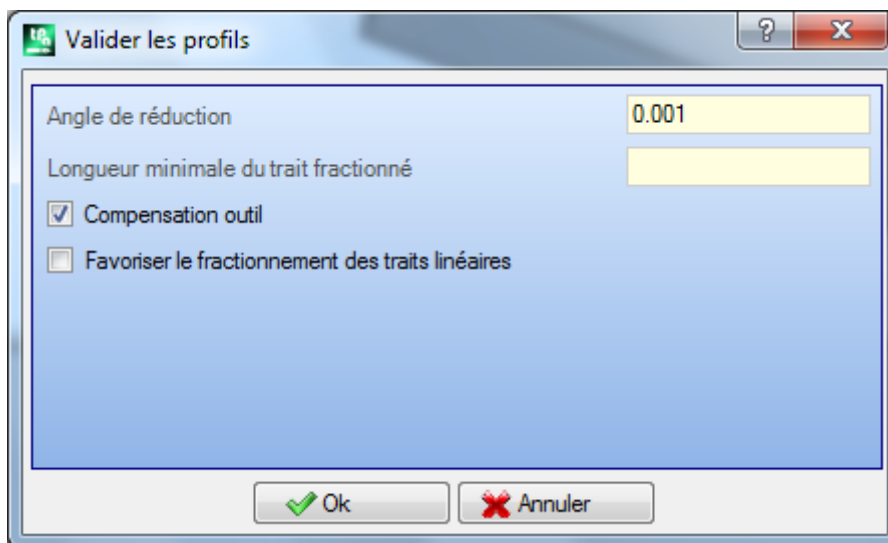 Valider les profils
Angle de réduction 0.001
Longueur minimale du trait fractionné
Compensation outil
Favoriser le fractionnement des traits linéaires
Ok Annuler